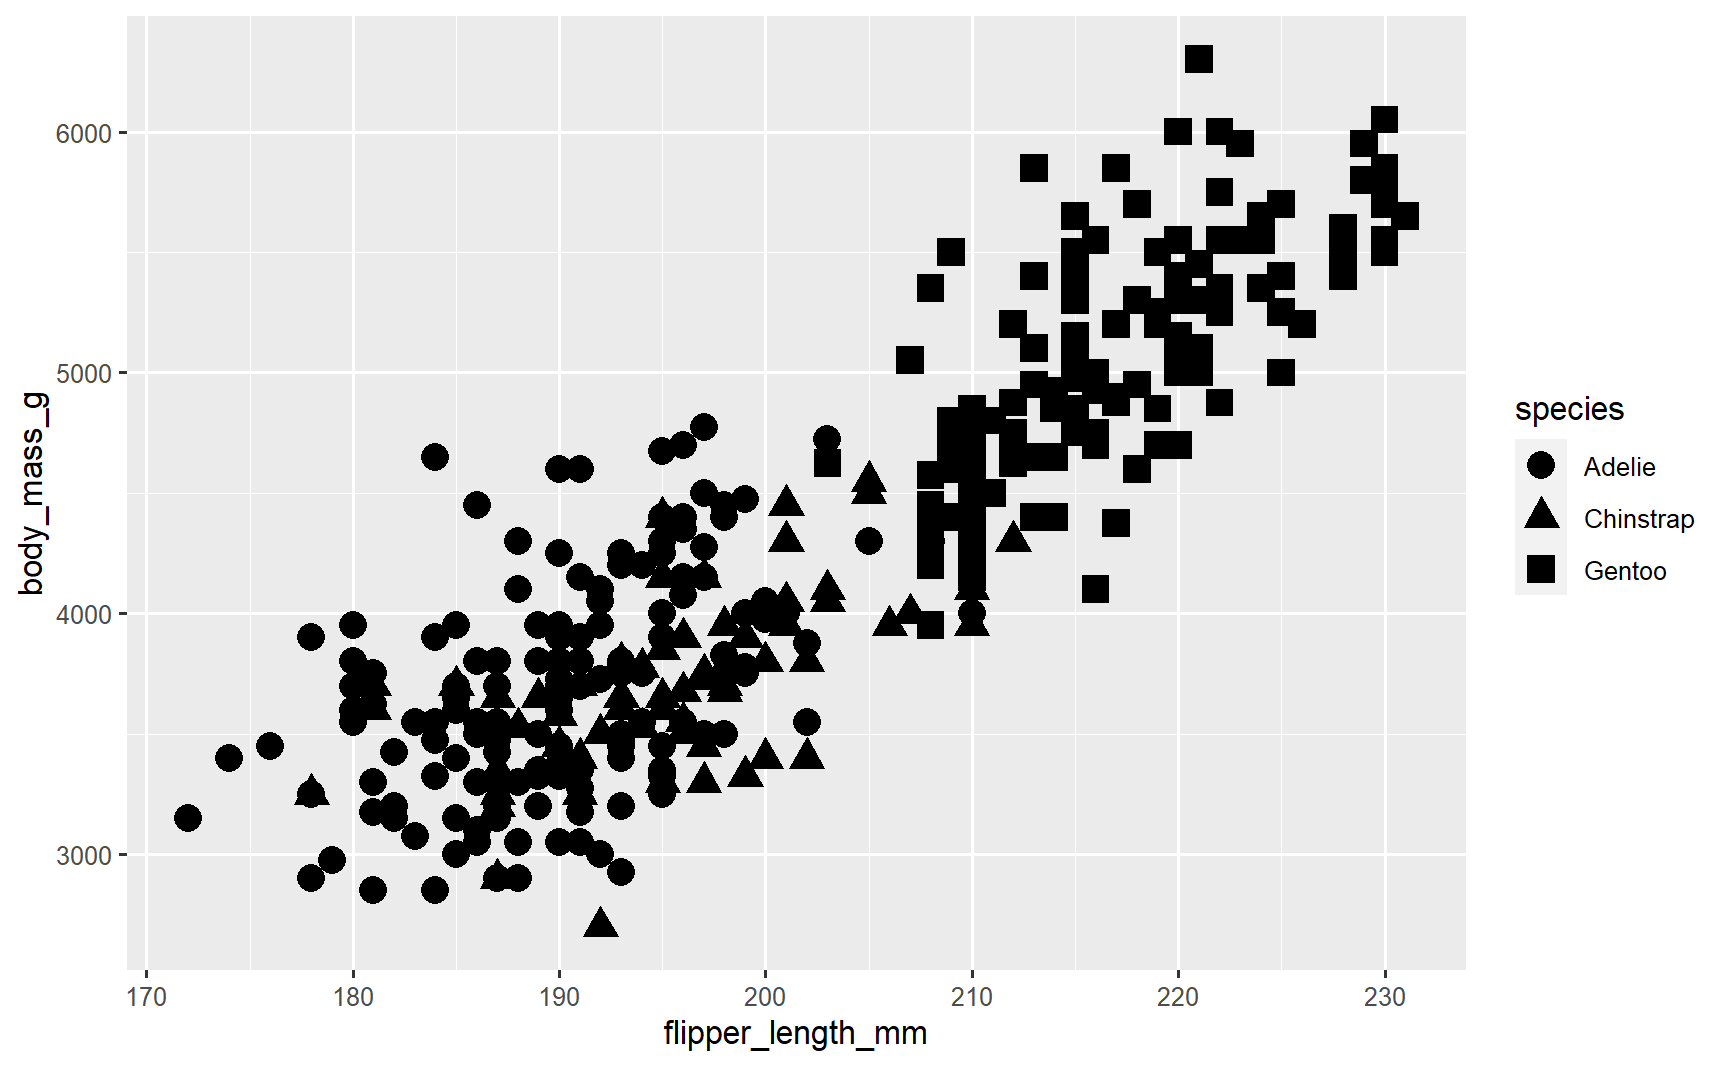 6000
5000
4000
3000
body_mass_g
170 180 190 200 210 220 230
flipper_length_mm
species
Adelie
Chinstrap
Gentoo